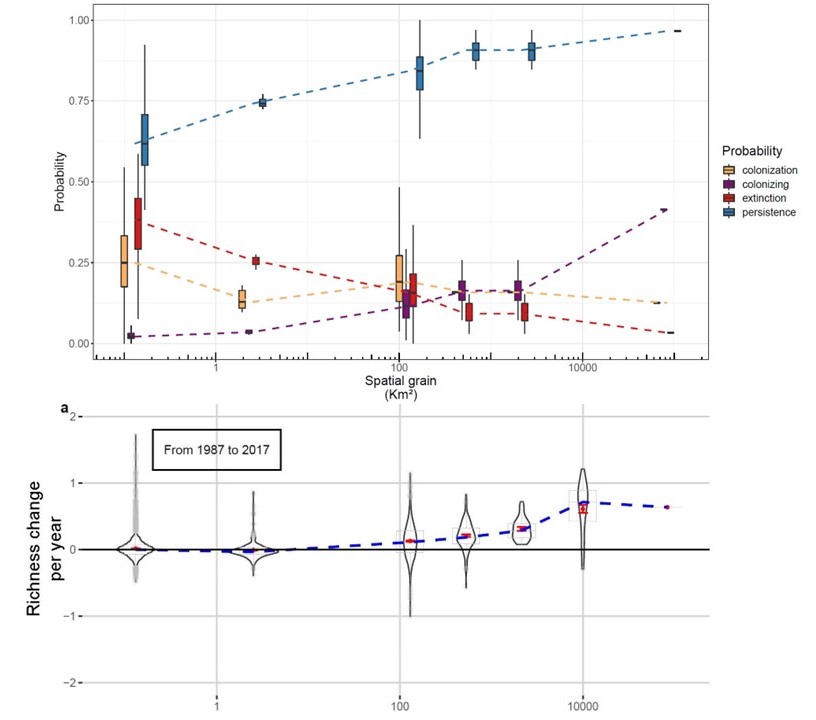 1.00
0.75
0.50
0.25
0.00
Probability
1
100
10000
Spatial grain
(Km²)
Probability
colonization
colonizing
extinction
persistence
a
2
1
0
−1
−2
Richness change
per year
From 1987 to 2017
1
100
10000